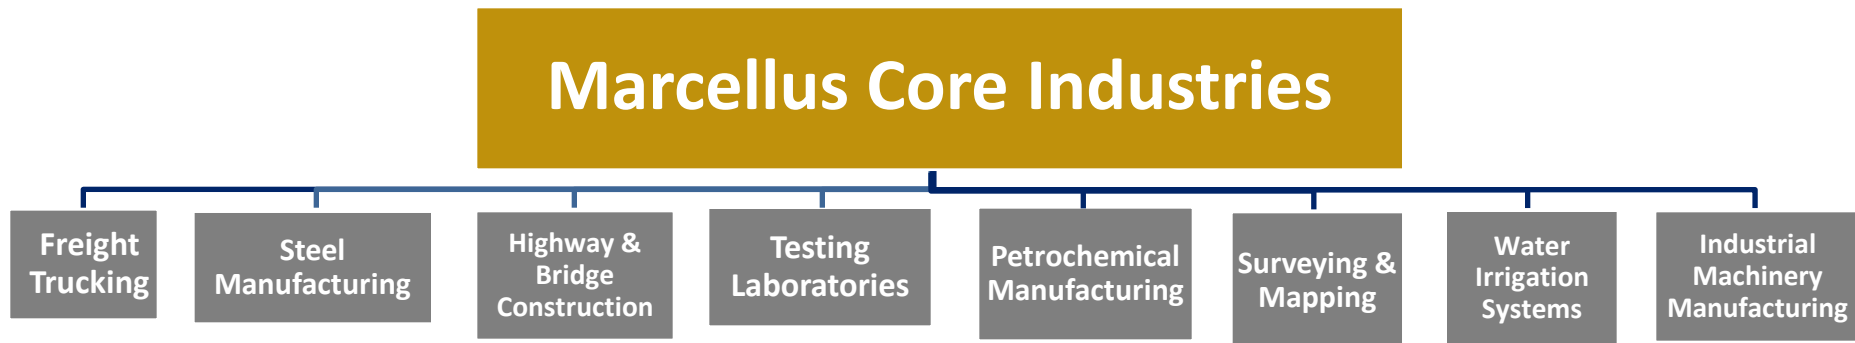 Marcellus Core Industries
Freight
Trucking
Steel
Manufacturing
Highway &
Bridge
Construction
Testing
Laboratories
Petrochemical
Manufacturing
Surveying &
Mapping
Water
Irrigation
Systems
Industrial
Machinery
Manufacturing